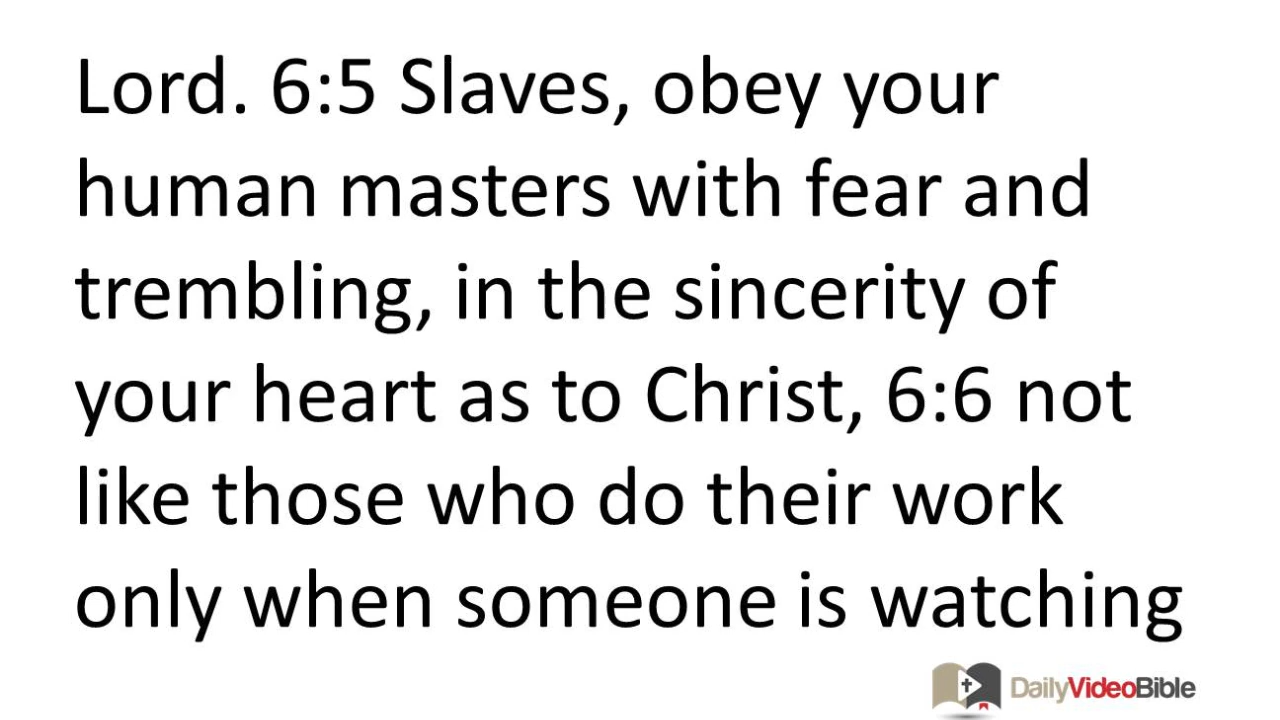 Lord. 6:5 Slaves, obey your
human masters with fear and
trembling, in the sincerity of
your heart as to Christ, 6:6 not
like those who do their work
only when someone is watching
DailyVideoBible